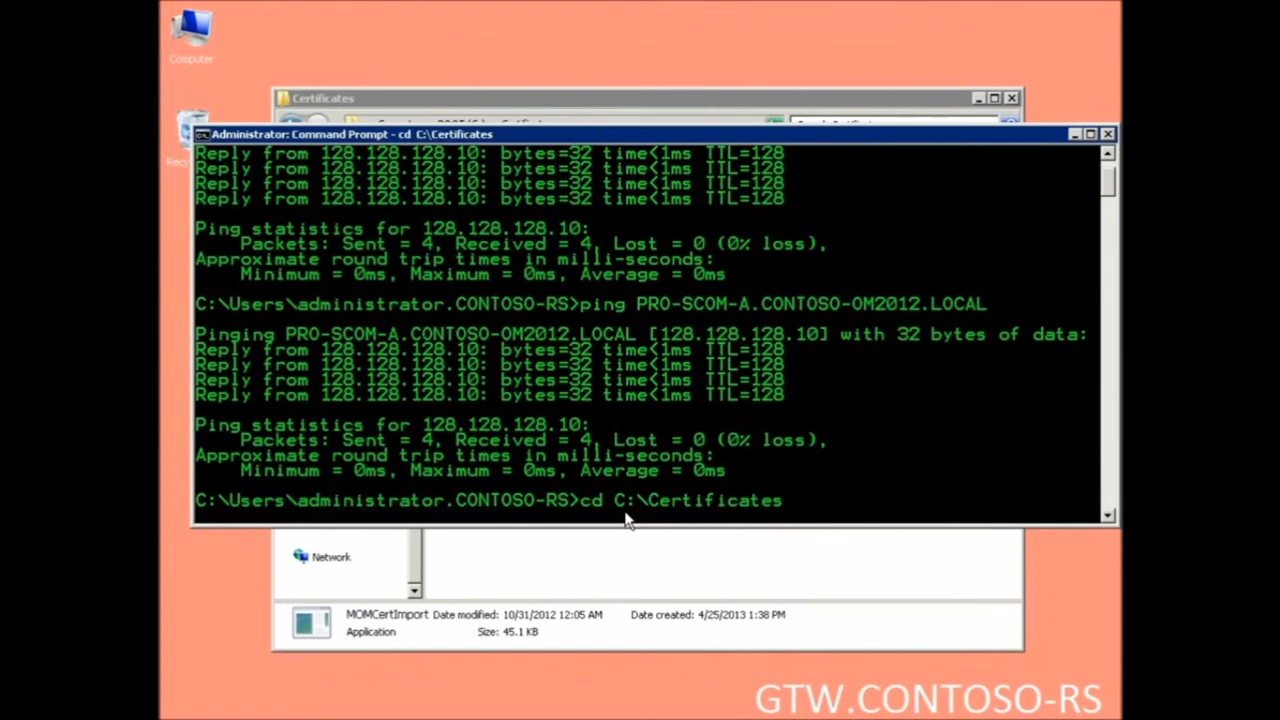 Computer
Certificates
Administrator: Command Prompt - cd C:\Certificates
Reply from 128.128.128.10: bytes=32 time<1ms TTL=128
Reply from 128.128.128.10: bytes=32 time<1ms TTL=128
Reply from 128.128.128.10: bytes=32 time<1ms TTL=128
Reply from 128.128.128.10: bytes=32 time<1ms TTL=128
Ping statistics for 128.128.128.10:
Packets: Sent = 4, Received = 4, Lost = 0 (0% loss),
Approximate round trip times in milli-seconds:
Minimum = 0ms, Maximum = 0ms, Average = 0ms
C:\Users\administrator.CONTOSO-RS>ping PRO-SCOM-A.CONTOSO-OM2012.LOCAL
Pinging PRO-SCOM-A.CONTOSO-OM2012.LOCAL [128.128.128.10] with 32 bytes of data:
Reply from 128.128.128.10: bytes=32 time<1ms TTL=128
Reply from 128.128.128.10: bytes=32 time<1ms TTL=128
Reply from 128.128.128.10: bytes=32 time<1ms TTL=128
Reply from 128.128.128.10: bytes=32 time<1ms TTL=128
Ping statistics for 128.128.128.10:
Packets: Sent = 4, Received = 4, Lost = 0 (0% loss),
Approximate round trip times in milli-seconds:
Minimum = 0ms, Maximum = 0ms, Average = 0ms
C:\Users\administrator.CONTOSO-RS>cd C:\Certificates
Network
MOMCertImport Date modified: 10/31/2012 12:05 AM Date created: 4/25/2013 1:38 PM
Application Size: 45.1 KB
GTW.CONTOSO-RS